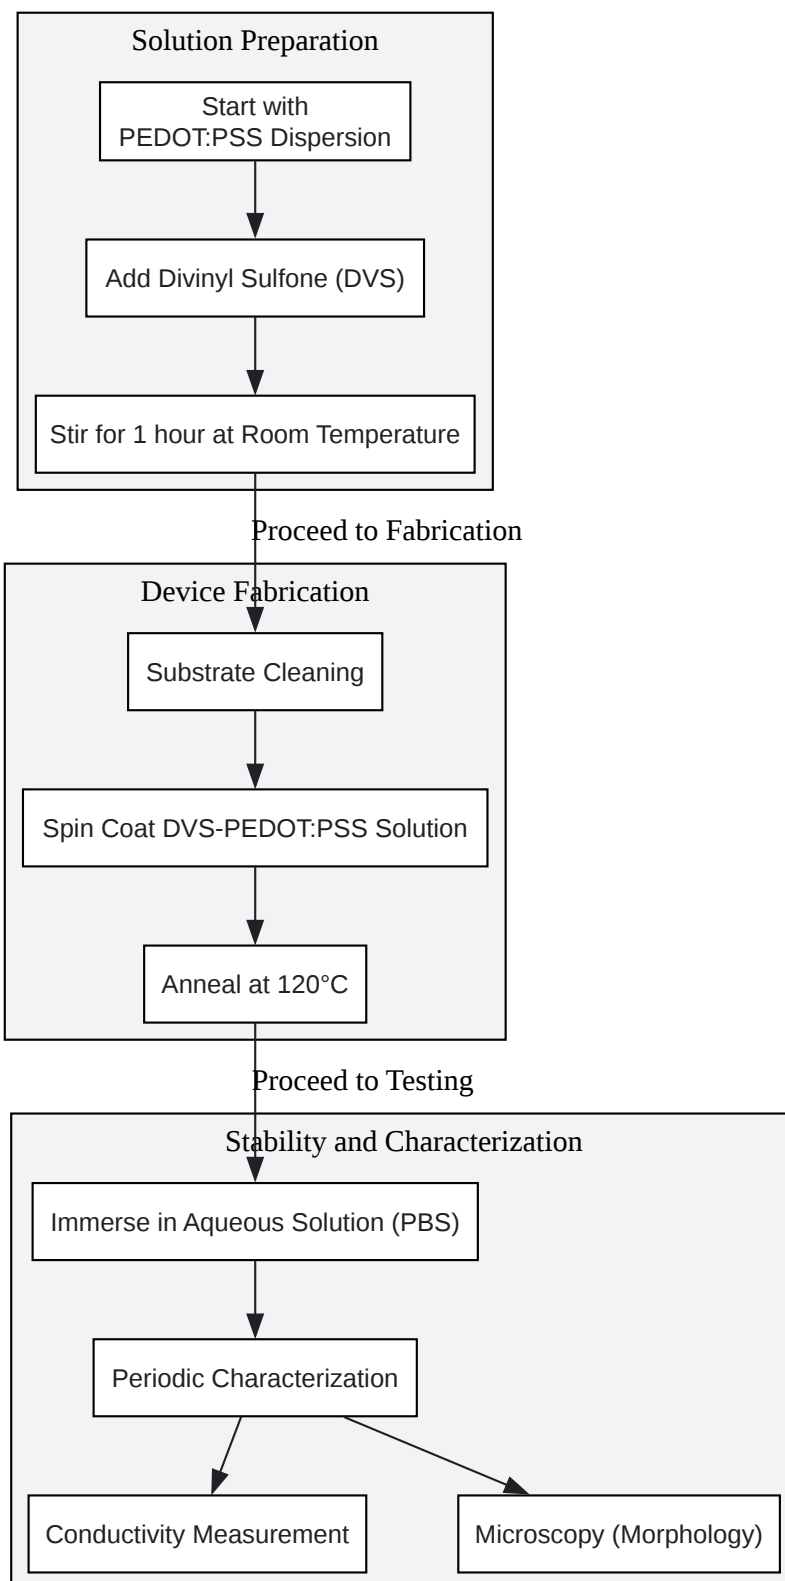 Solution Preparation
Start with
PEDOT:PSS Dispersion
Add Divinyl Sulfone (DVS)
Stir for 1 hour at Room Temperature
Proceed to Fabrication
Device Fabrication
Substrate Cleaning
Spin Coat DVS-PEDOT:PSS Solution
Anneal at 120°C
Proceed to Testing
Stability and Characterization
Immerse in Aqueous Solution (PBS)
Periodic Characterization
Conductivity Measurement
Microscopy (Morphology)